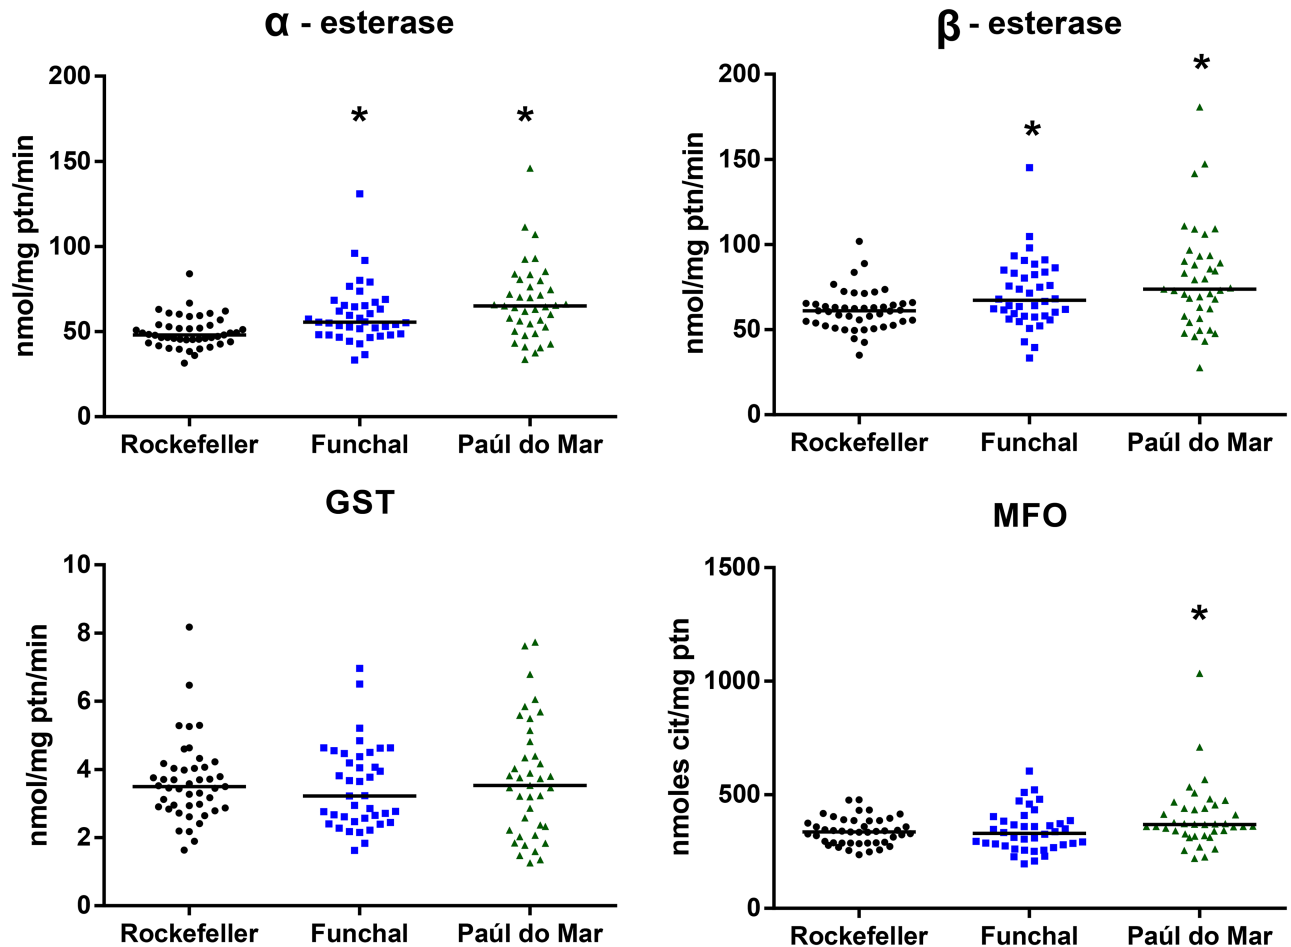 α - esterase
nmol/mg ptn/min
200
150
100
50
0
*
*
Rockefeller
Funchal
Paúl do Mar
β - esterase
nmol/mg ptn/min
200
150
100
50
0
*
*
Rockefeller
Funchal
Paúl do Mar
GST
nmol/mg ptn/min
10
8
6
4
2
0
Rockefeller
Funchal
Paúl do Mar
MFO
nmoles cit/mg ptn
1500
1000
500
0
*
Rockefeller
Funchal
Paúl do Mar